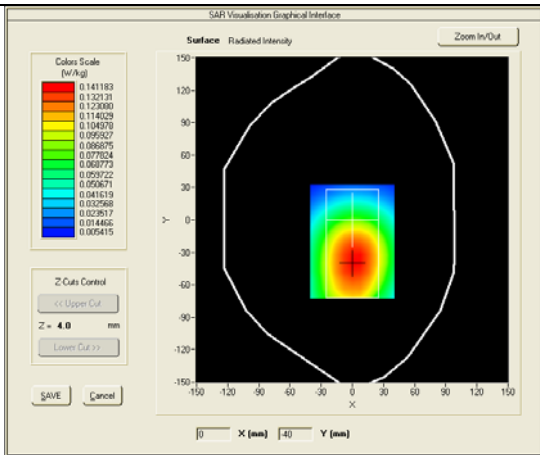 SAR Visualisation Graphical Interface
Surface Radiated Intensity
Zoom In/Out
Colors Scale
(W/kg)
0.141183
0.132131
0.123080
0.114029
0.104978
0.095927
0.086875
0.077824
0.068773
0.059722
0.050671
0.041619
0.032568
0.023517
0.014466
0.005415
Z-Cuts Control
<< Upper Cut
Z = 4.0 mm
Lower Cut >>
SAVE Cancel
Y
150-
120-
90-
60-
30-
0-
-30-
-60-
-90-
-120-
-150-
-150 -120 -90 -60 -30 0 30 60 90 120 150
X
0 X (mm) -40 Y (mm)